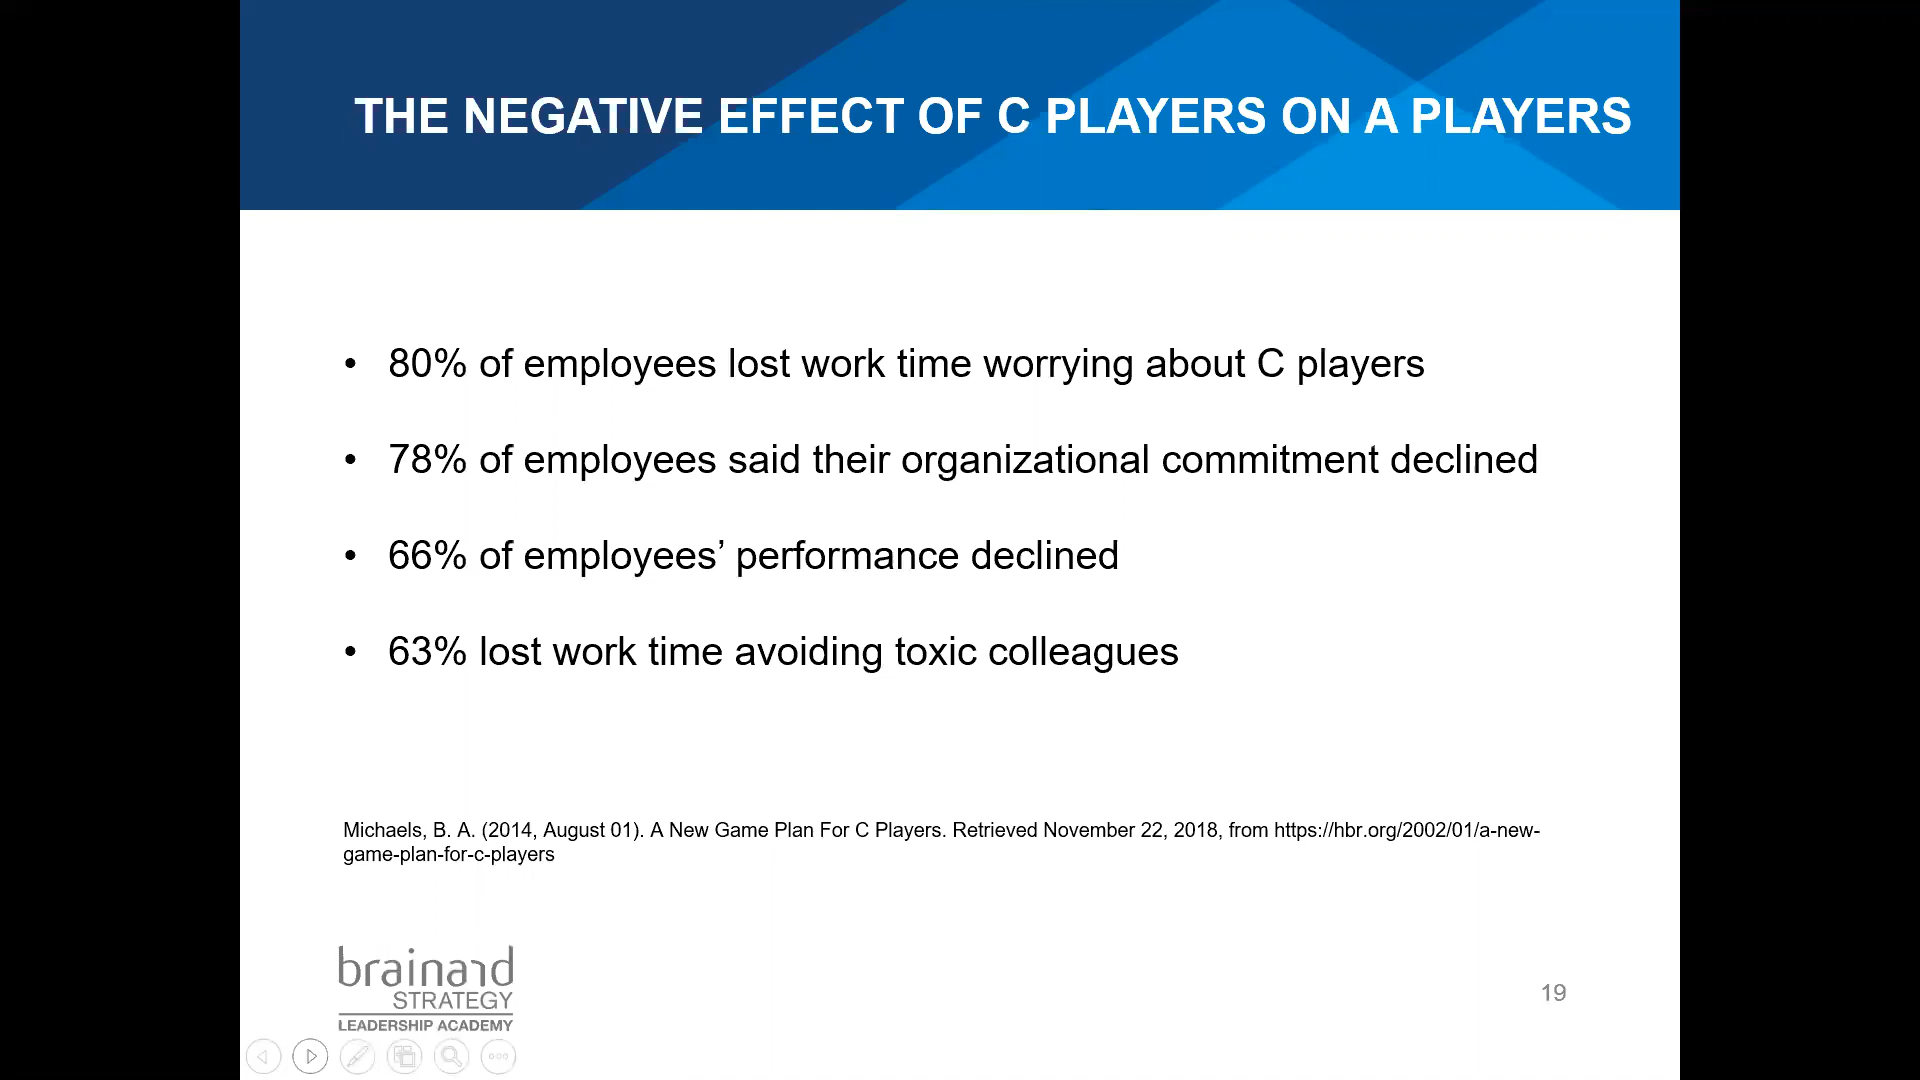 THE NEGATIVE EFFECT OF C PLAYERS ON A PLAYERS
• 80% of employees lost work time worrying about C players
• 78% of employees said their organizational commitment declined
• 66% of employees’ performance declined
• 63% lost work time avoiding toxic colleagues
Michaels, B. A. (2014, August 01). A New Game Plan For C Players. Retrieved November 22, 2018, from https://hbr.org/2002/01/a-new-
game-plan-for-c-players
brainard
STRATEGY
LEADERSHIP ACADEMY
19